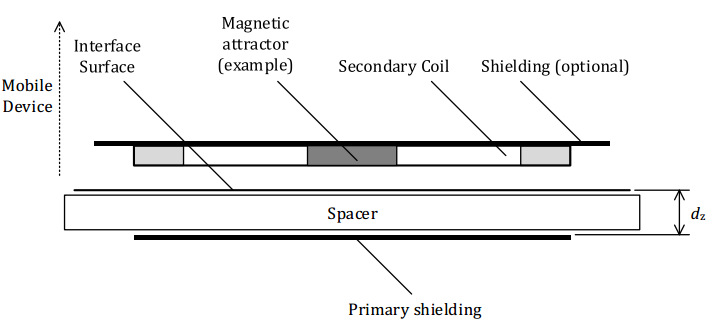 Magnetic
attractor
(example)
Interface
Surface
Secondary Coil
Shielding (optional)
Mobile
Device
Spacer
dz
Primary shielding